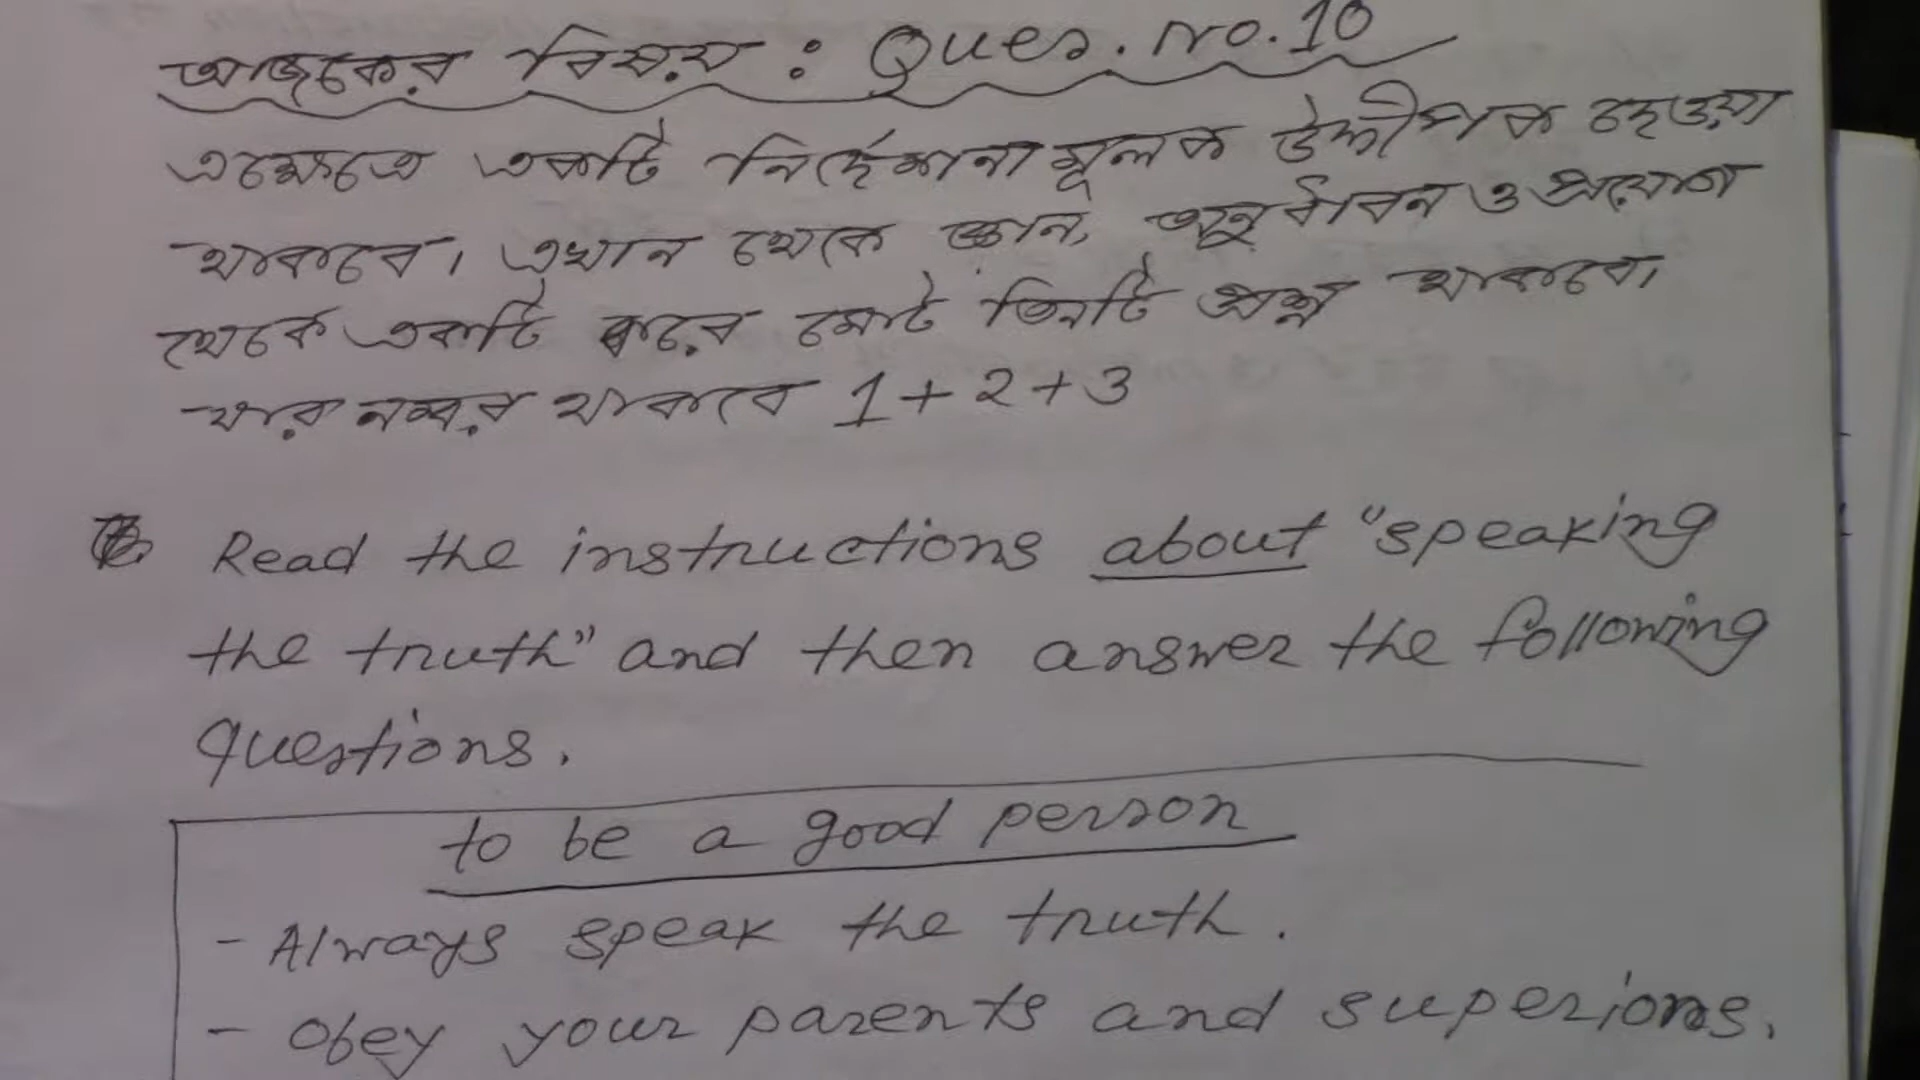 আজকের বিষয় : Ques. No. 10
এক্ষেত্রে একটি নির্দেশনা মূলক উদ্দীপক দেওয়া
থাকবে। এখান থেকে জ্ঞান, অনুধাবন ও প্রয়োগ
থেকে একটি করে মোট তিনটি প্রশ্ন থাকবে।
যার নম্বর থাকবে 1+2+3
Read the instructions about "speaking
the truth" and then answer the following
questions.
to be a good person
- Always speak the truth.
- Obey your parents and superiors.